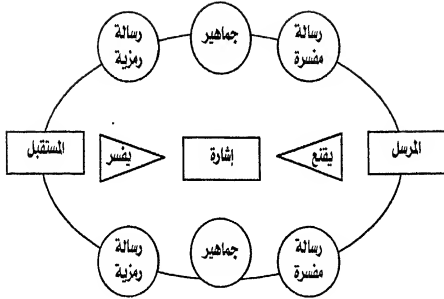 رسالة
مفسرة
جماهير
رسالة
رمزية
المرسل
يقنع
إشارة
يفسر
المستقبل
رسالة
مفسرة
جماهير
رسالة
رمزية